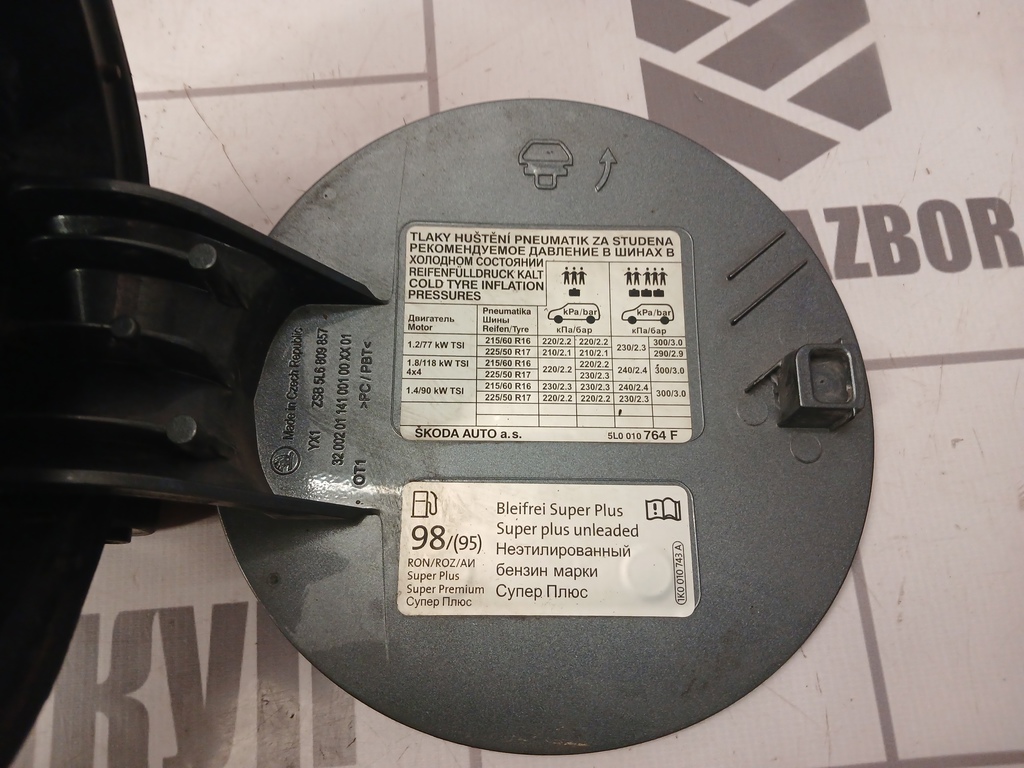 AZBOR.
TLAKY HUŠTĚNÍ PNEUMATIK ZA STUDENA
РЕКОМЕНДУЕМОЕ ДАВЛЕНИЕ В ШИНАХ В
ХОЛОДНОМ СОСТОЯНИИ
REIFENFÜLLDRUCK KALT
COLD TYRE INFLATION
PRESSURES
kPa/bar kPa/bar
кПа/бар кПа/бар
Двигатель
Motor
Pneumatika
Шины
Reifen/Tyre
1.2/77 kW TSI 215/60 R16 220/2.2 220/2.2 230/2.3 300/3.0
225/50 R17 210/2.1 210/2.1 290/2.9
1.8/118 kW TSI 4x4 215/60 R16 220/2.2 220/2.2 240/2.4 300/3.0
225/50 R17 230/2.3
1.4/90 kW TSI 215/60 R16 230/2.3 230/2.3 240/2.4 300/3.0
225/50 R17 220/2.2 220/2.2 230/2.3
ŠKODA AUTO a.s. 5L0 010 764 F
Made in Czech Republic
YX1 ZSB 5L6 809 857
32 002 01 141 001 00 XX 01
>PC / PBT<
OT1
98/(95)
RON/ROZ/АИ
Super Plus
Super Premium
Супер Плюс
Bleifrei Super Plus
Super plus unleaded
Неэтилированный
бензин марки
Супер Плюс
1K0 010 743 A
КУП